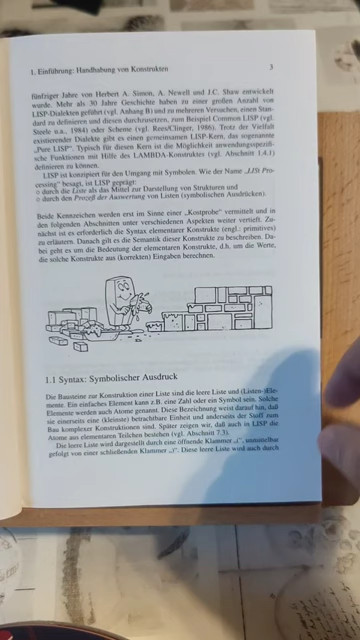 1. Einführung: Handhabung von Konstrukten 3
fünfziger Jahre von Herbert A. Simon, A. Newell und J.C. Shaw entwickelt
wurde. Mehr als 30 Jahre Geschichte haben zu einer großen Anzahl von
LISP-Dialekten geführt (vgl. Anhang B) und zu mehreren Versuchen, einen Stan-
dard zu definieren und diesen durchzusetzen, zum Beispiel Common LISP (vgl.
Steele u.a., 1984) oder Scheme (vgl. Rees/Clinger, 1986). Trotz der Vielfalt
existierender Dialekte gibt es einen gemeinsamen LISP-Kern, das sogenannte
„Pure LISP“. Typisch für diesen Kern ist die Möglichkeit anwendungsspezifi-
sche Funktionen mit Hilfe des LAMBDA-Konstruktes (vgl. Abschnitt 1.4.1)
definieren zu können.
LISP ist konzipiert für den Umgang mit Symbolen. Wie der Name „LISt Pro-
cessing“ besagt, ist LISP geprägt:
○ durch die Liste als das Mittel zur Darstellung von Strukturen und
○ durch den Prozeß der Auswertung von Listen (symbolischen Ausdrücken).
Beide Kennzeichen werden erst im Sinne einer „Kostprobe“ vermittelt und in
den folgenden Abschnitten unter verschiedenen Aspekten weiter vertieft. Zu-
nächst ist es erforderlich die Syntax elementarer Konstrukte (engl.: primitives)
zu erläutern. Danach gilt es die Semantik dieser Konstrukte zu beschreiben. Da-
bei geht es um die Bedeutung der elementaren Konstrukte, d.h. um die Werte,
die solche Konstrukte aus (korrekten) Eingaben berechnen.
1.1 Syntax: Symbolischer Ausdruck
Die Bausteine zur Konstruktion einer Liste sind die leere Liste und (Listen-)Ele-
mente. Ein einfaches Element kann z.B. eine Zahl oder ein Symbol sein. Solche
Elemente werden auch Atome genannt. Diese Bezeichnung weist darauf hin, daß
sie einerseits eine (kleinste) betrachtbare Einheit und anderseits der Stoff zum
Bau komplexer Konstruktionen sind. Später zeigen wir, daß auch in LISP die
Atome aus elementaren Teilchen bestehen (vgl. Abschnitt 7.3).
Die leere Liste wird dargestellt durch eine öffnende Klammer „(“, unmittelbar
gefolgt von einer schließenden Klammer „)“. Diese leere Liste wird auch durch